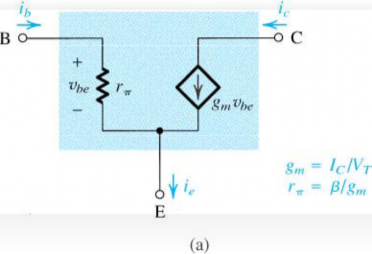 i_b
i_c
B
C
+
v_be
r_π
g_m v_be
−
g_m = I_C/V_T
r_π = β/g_m
i_e
E
(a)